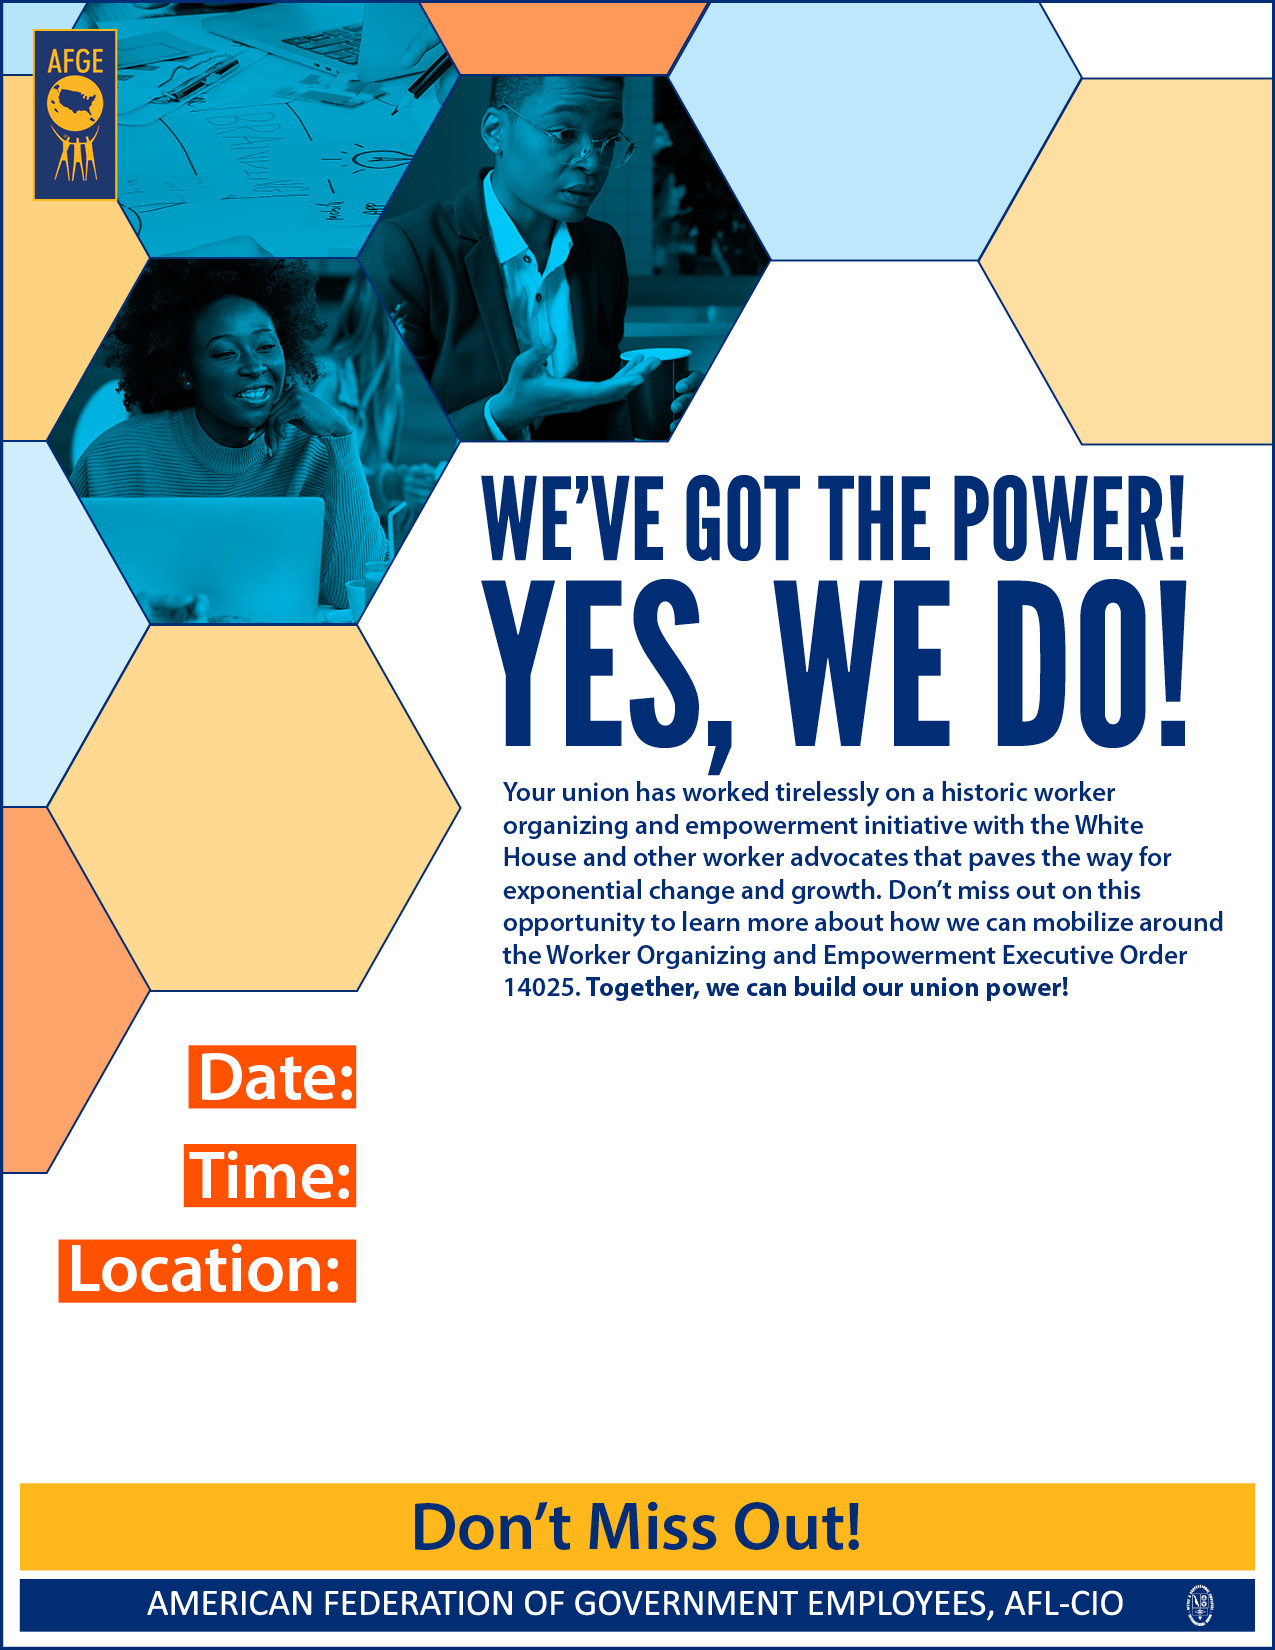 AFGE
BRANDING
WE’VE GOT THE POWER!
YES, WE DO!
Your union has worked tirelessly on a historic worker
organizing and empowerment initiative with the White
House and other worker advocates that paves the way for
exponential change and growth. Don’t miss out on this
opportunity to learn more about how we can mobilize around
the Worker Organizing and Empowerment Executive Order
14025. Together, we can build our union power!
Date:
Time:
Location:
Don’t Miss Out!
AMERICAN FEDERATION OF GOVERNMENT EMPLOYEES, AFL-CIO